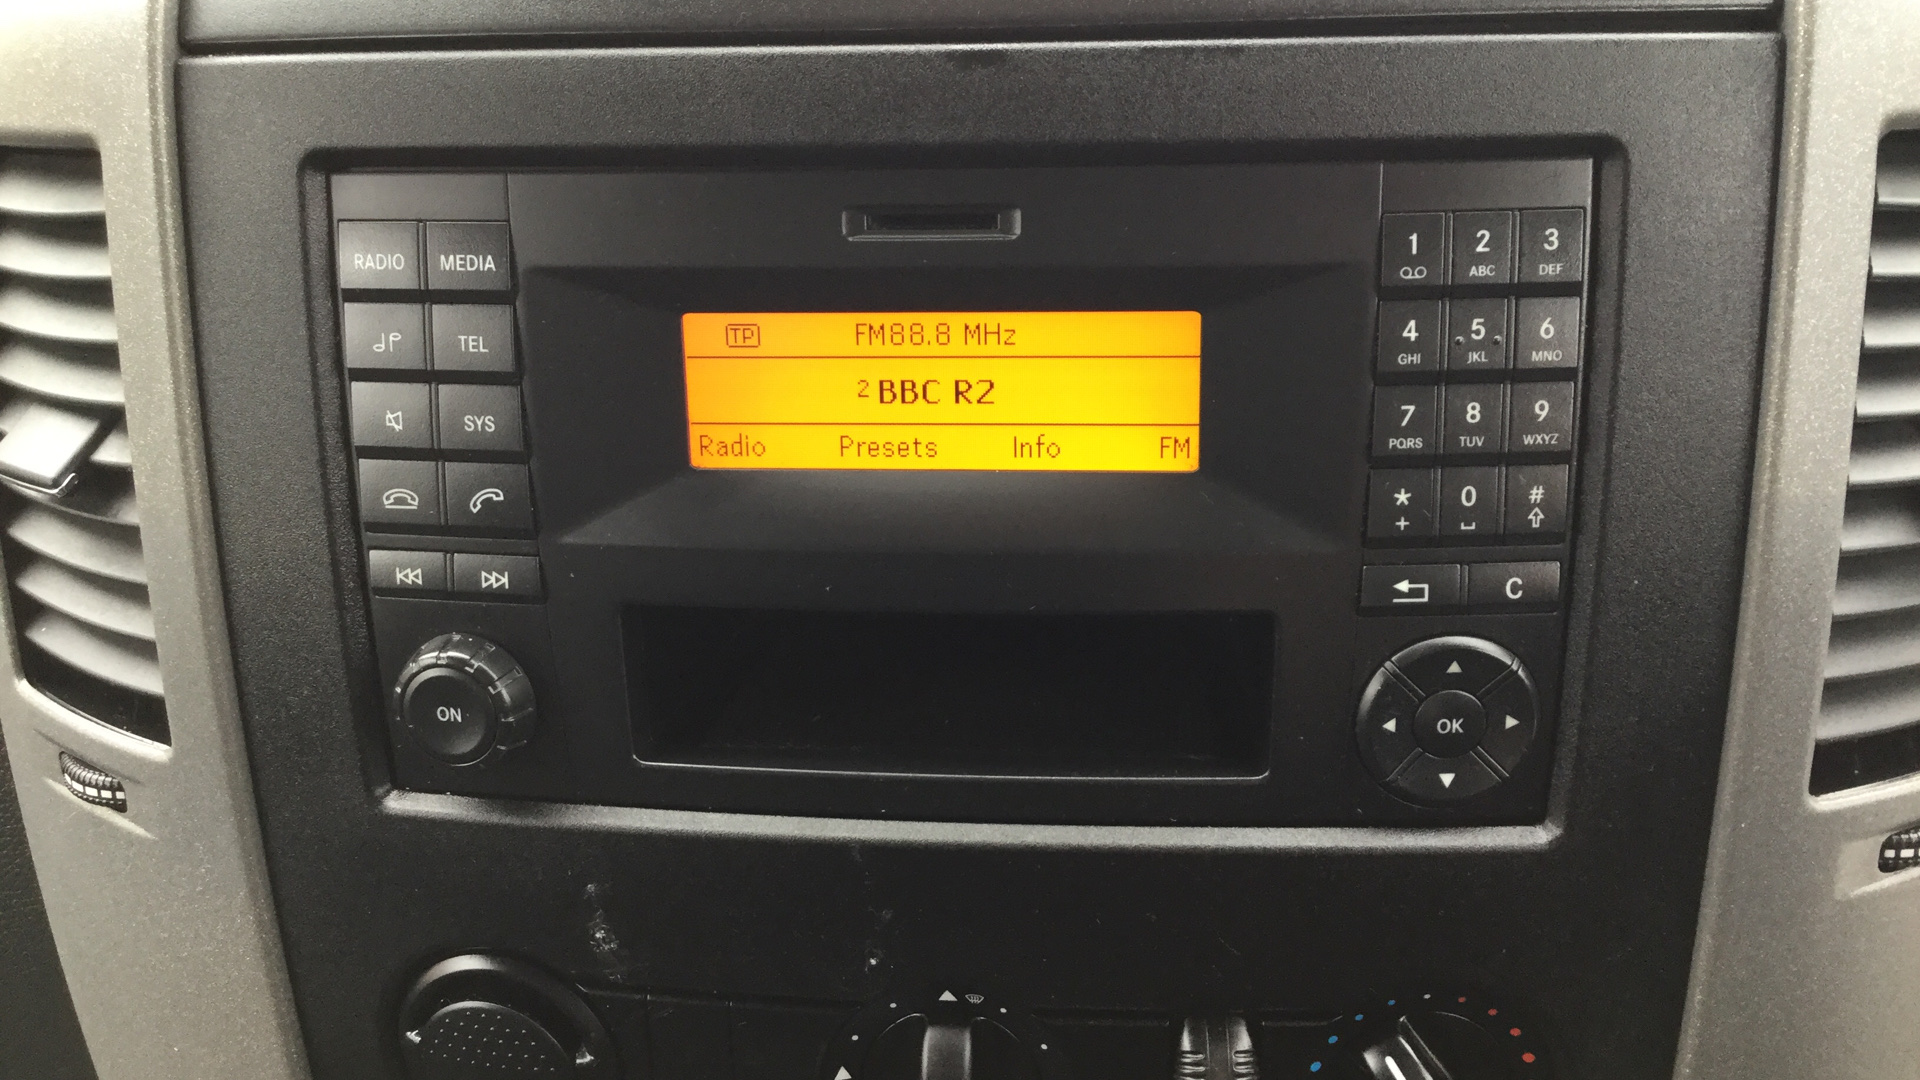 RADIO MEDIA
TEL
SYS
ON
TP FM88.8 MHz
2 BBC R2
Radio Presets Info FM
1 2 3
ABC DEF
4 5 6
GHI JKL MNO
7 8 9
PQRS TUV WXYZ
* 0 #
+
C
OK